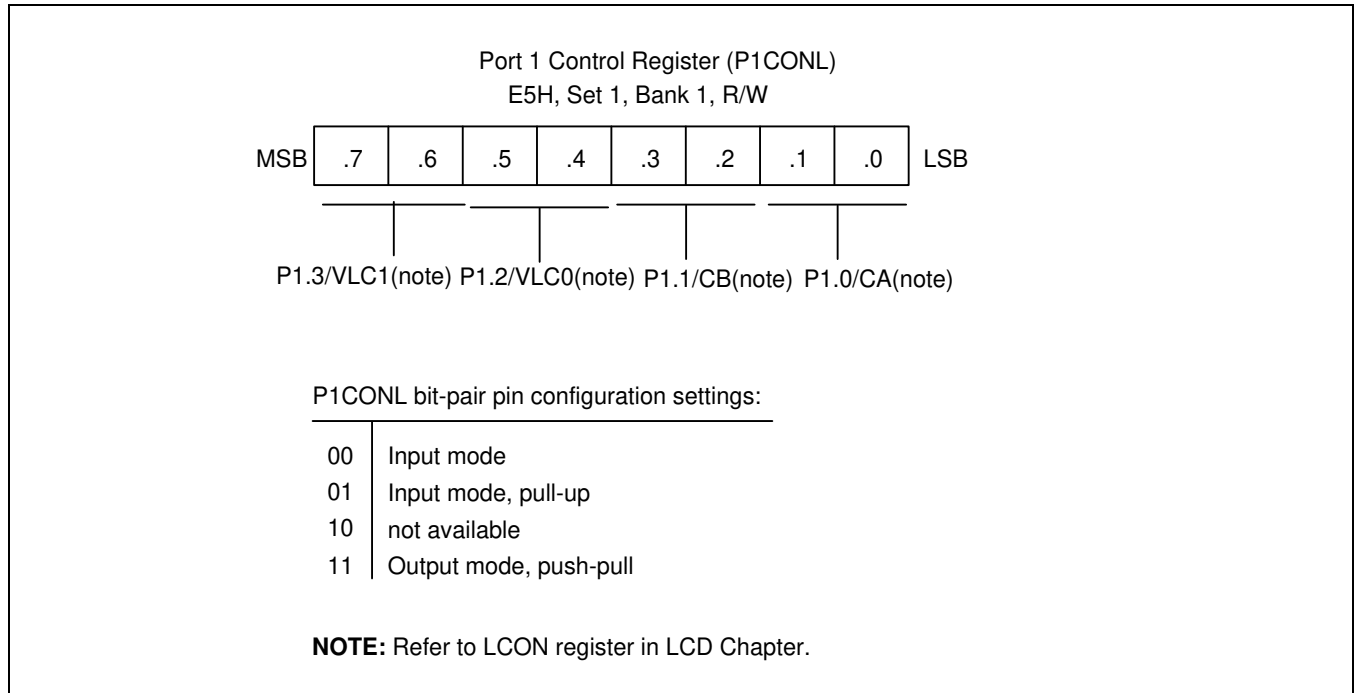 Port 1 Control Register (P1CONL)
E5H, Set 1, Bank 1, R/W
MSB .7 .6 .5 .4 .3 .2 .1 .0 LSB
P1.3/VLC1(note) P1.2/VLC0(note) P1.1/CB(note) P1.0/CA(note)
P1CONL bit-pair pin configuration settings:
00 Input mode
01 Input mode, pull-up
10 not available
11 Output mode, push-pull
NOTE: Refer to LCON register in LCD Chapter.